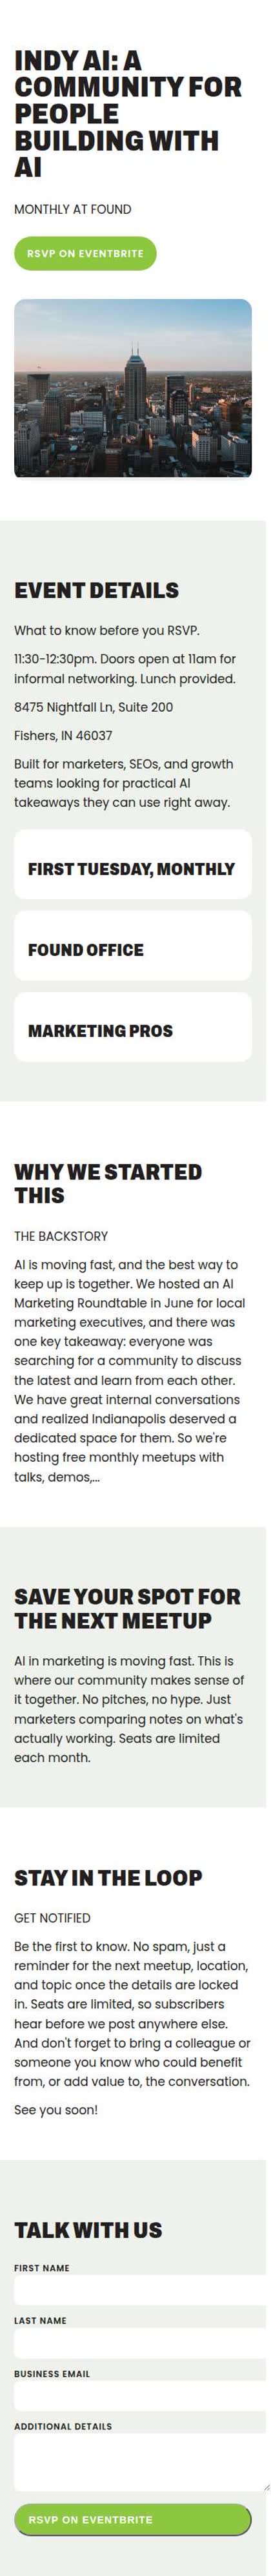 INDY AI: A
COMMUNITY FOR
PEOPLE
BUILDING WITH
AI
MONTHLY AT FOUND
RSVP ON EVENTBRITE
EVENT DETAILS
What to know before you RSVP.
11:30-12:30pm. Doors open at 11am for
informal networking. Lunch provided.
8475 Nightfall Ln, Suite 200
Fishers, IN 46037
Built for marketers, SEOs, and growth
teams looking for practical AI
takeaways they can use right away.
FIRST TUESDAY, MONTHLY
FOUND OFFICE
MARKETING PROS
WHY WE STARTED
THIS
THE BACKSTORY
AI is moving fast, and the best way to
keep up is together. We hosted an AI
Marketing Roundtable in June for local
marketing executives, and there was
one key takeaway: everyone was
searching for a community to discuss
the latest and learn from each other.
We have great internal conversations
and realized Indianapolis deserved a
dedicated space for them. So we're
hosting free monthly meetups with
talks, demos,...
SAVE YOUR SPOT FOR
THE NEXT MEETUP
AI in marketing is moving fast. This is
where our community makes sense of
it together. No pitches, no hype. Just
marketers comparing notes on what's
actually working. Seats are limited
each month.
STAY IN THE LOOP
GET NOTIFIED
Be the first to know. No spam, just a
reminder for the next meetup, location,
and topic once the details are locked
in. Seats are limited, so subscribers
hear before we post anywhere else.
And don't forget to bring a colleague or
someone you know who could benefit
from, or add value to, the conversation.
See you soon!
TALK WITH US
FIRST NAME
LAST NAME
BUSINESS EMAIL
ADDITIONAL DETAILS
RSVP ON EVENTBRITE